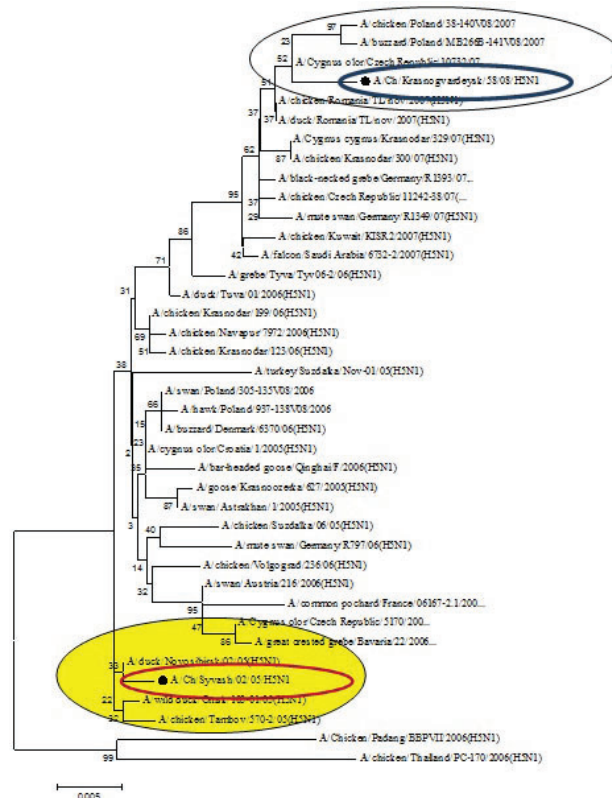 97
A/chicken/Poland/38-140V08/2007
23
A/buzzard/Poland/MB266B-141V08/2007
52
A/Cygnus olor/Czech Republic/10732/07
A/Ch/Krasnogvardeysk/58/08/H5N1
51
A/chicken/Romania/TL/nov/2007(H5N1)
37
37
A/duck/Romania/TL/nov/2007(H5N1)
A/Cygnus cygnus/Krasnodar/329/07(H5N1)
62
87
A/chicken/Krasnodar/300/07(H5N1)
A/black-necked grebe/Germany/R1393/07...
95
37
A/chicken/Czech Republic/11242-38/07(...
29
A/mute swan/Germany/R1349/07(H5N1)
A/chicken/Kuwait/KISR2/2007(H5N1)
86
42
A/falcon/Saudi Arabia/6732-2/2007(H5N1)
71
A/grebe/Tyva/Tyv06-2/06(H5N1)
A/duck/Tuva/01/2006(H5N1)
31
A/chicken/Krasnodar/199/06(H5N1)
69
A/chicken/Navapur/7972/2006(H5N1)
51
A/chicken/Krasnodar/123/06(H5N1)
38
A/turkey/Suzdalka/Nov-01/05(H5N1)
A/swan/Poland/305-135V08/2006
66
A/hawk/Poland/937-138V08/2006
15
A/buzzard/Denmark/6370/06(H5N1)
23
A/cygnus olor/Croatia/1/2005(H5N1)
2
35
A/bar-headed goose/Qinghai/F/2006(H5N1)
A/goose/Krasnoozerka/627/2005(H5N1)
87
A/swan/Astrakhan/1/2005(H5N1)
3
40
A/chicken/Suzdalka/06/05(H5N1)
A/mute swan/Germany/R797/06(H5N1)
14
A/chicken/Volgograd/236/06(H5N1)
32
A/swan/Austria/216/2006(H5N1)
95
A/common pochard/France/06167-2.1/200...
47
A/Cygnus olor/Czech Republic/5170/200...
86
A/great crested grebe/Bavaria/22/2006...
33
A/duck/Novosibirsk/02/05(H5N1)
A/Ch/Syvash/02/05/H5N1
22
A/wild duck/Omsk/103-01/05(H5N1)
A/chicken/Tambov/570-2/05(H5N1)
A/Chicken/Padang/BBPVII/2006(H5N1)
99
A/chicken/Thailand/PC-170/2006(H5N1)
0.005